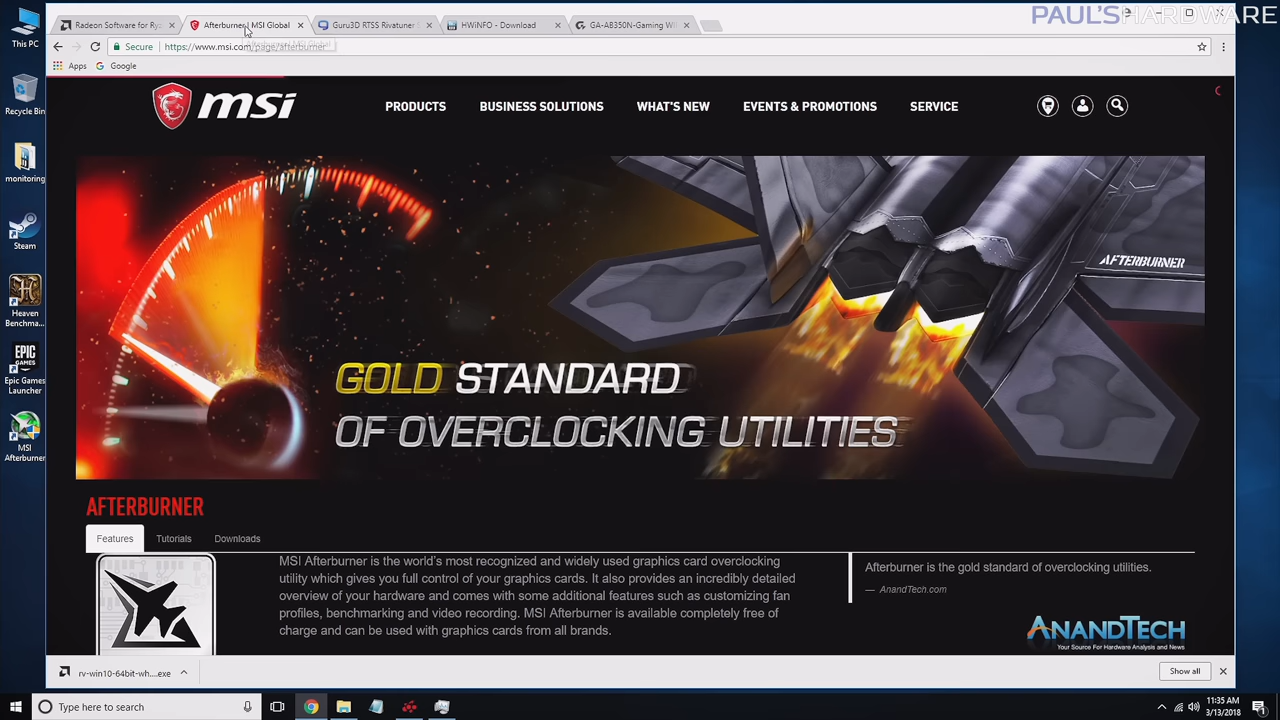 PAUL'S HARDWARE
Radeon Software for Ry
Afterburner | MSI Global
Guru3D RTSS Rivatuner
HWiNFO - Download
GA-AB350N-Gaming WI
Secure
https://www.msi.com/page/afterburner
Apps
Google
This PC
Recycle Bin
monitoring
Steam
Heaven
Benchma...
EPIC
GAMES
Epic Games
Launcher
MSI
Afterburner
msi
PRODUCTS
BUSINESS SOLUTIONS
WHAT'S NEW
EVENTS & PROMOTIONS
SERVICE
AFTERBURNER
GOLD STANDARD
OF OVERCLOCKING UTILITIES
AFTERBURNER
Features
Tutorials
Downloads
MSI Afterburner is the world's most recognized and widely used graphics card overclocking
utility which gives you full control of your graphics cards. It also provides an incredibly detailed
overview of your hardware and comes with some additional features such as customizing fan
profiles, benchmarking and video recording. MSI Afterburner is available completely free of
charge and can be used with graphics cards from all brands.
Afterburner is the gold standard of overclocking utilities.
— AnandTech.com
ANANDTECH
Your Source For Hardware Analysis and News
rv-win10-64bit-wh....exe
Show all
Type here to search
11:35 AM
3/13/2018
1